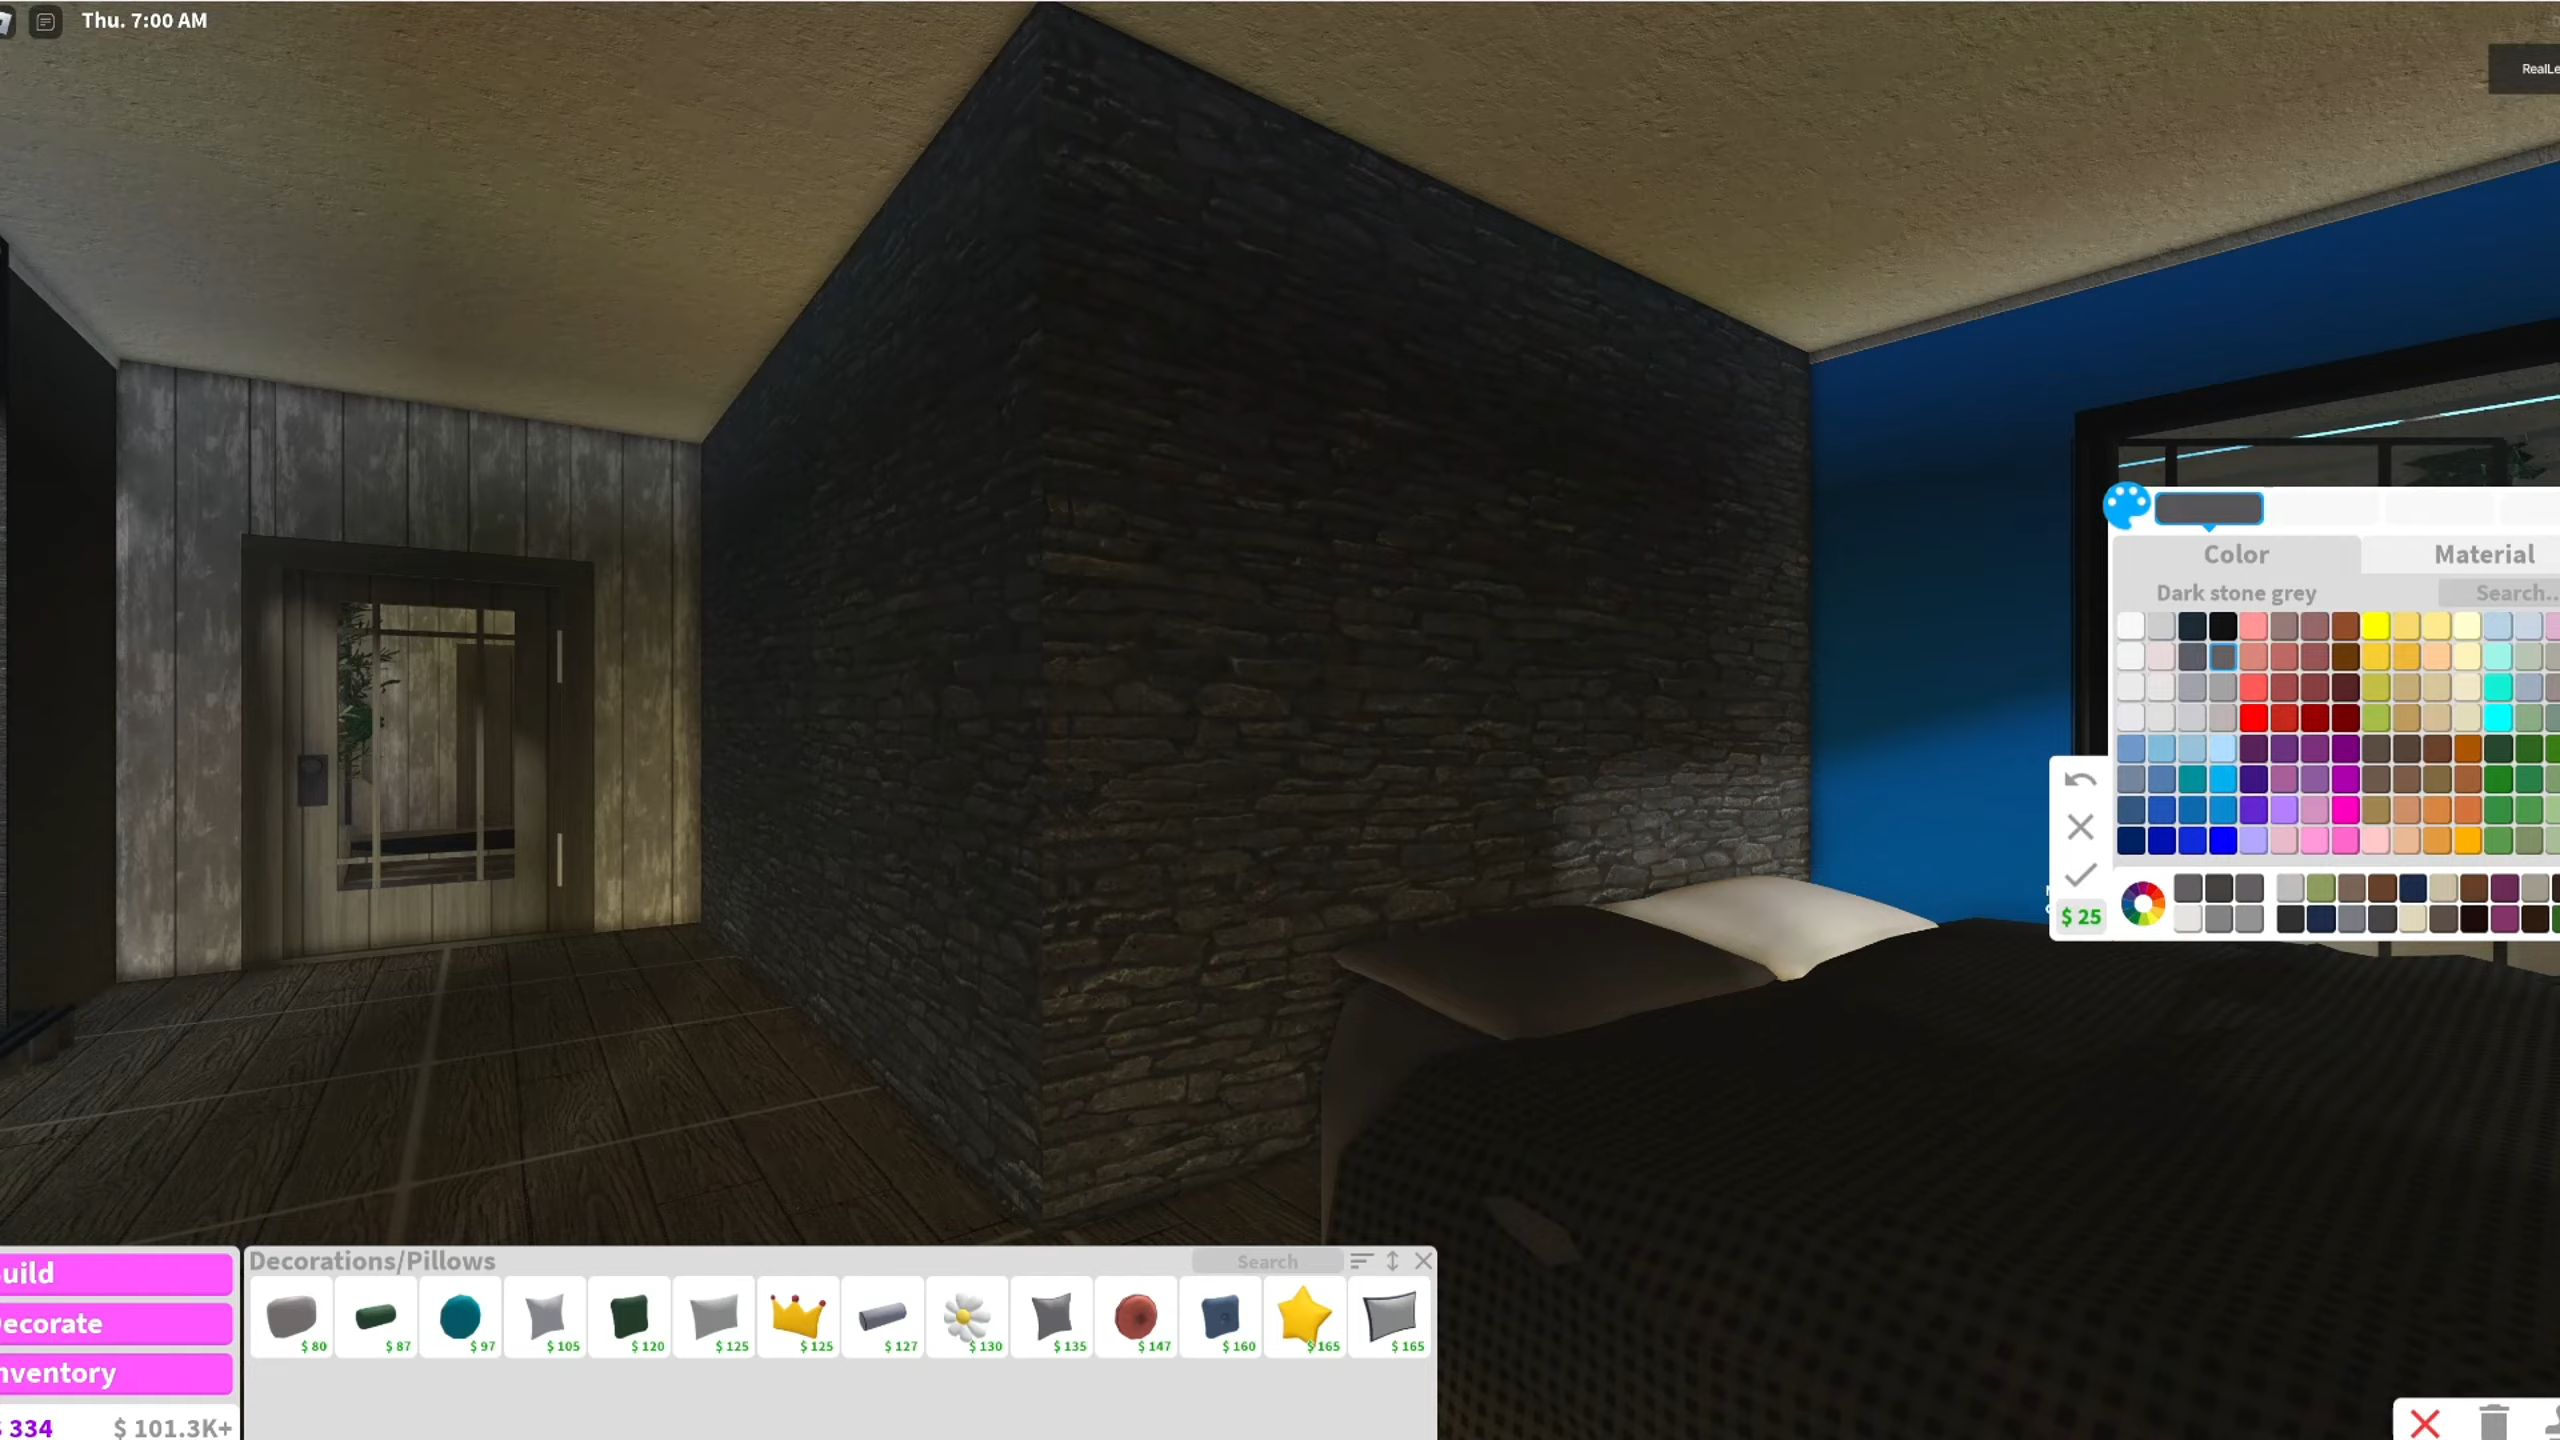 Thu. 7:00 AM
RealLe
Color
Material
Dark stone grey
Search..
$ 25
uild
ecorate
nventory
$ 334
$ 101.3K+
Decorations/Pillows
Search
$ 80
$ 87
$ 97
$ 105
$ 120
$ 125
$ 125
$ 127
$ 130
$ 135
$ 147
$ 160
$ 165
$ 165